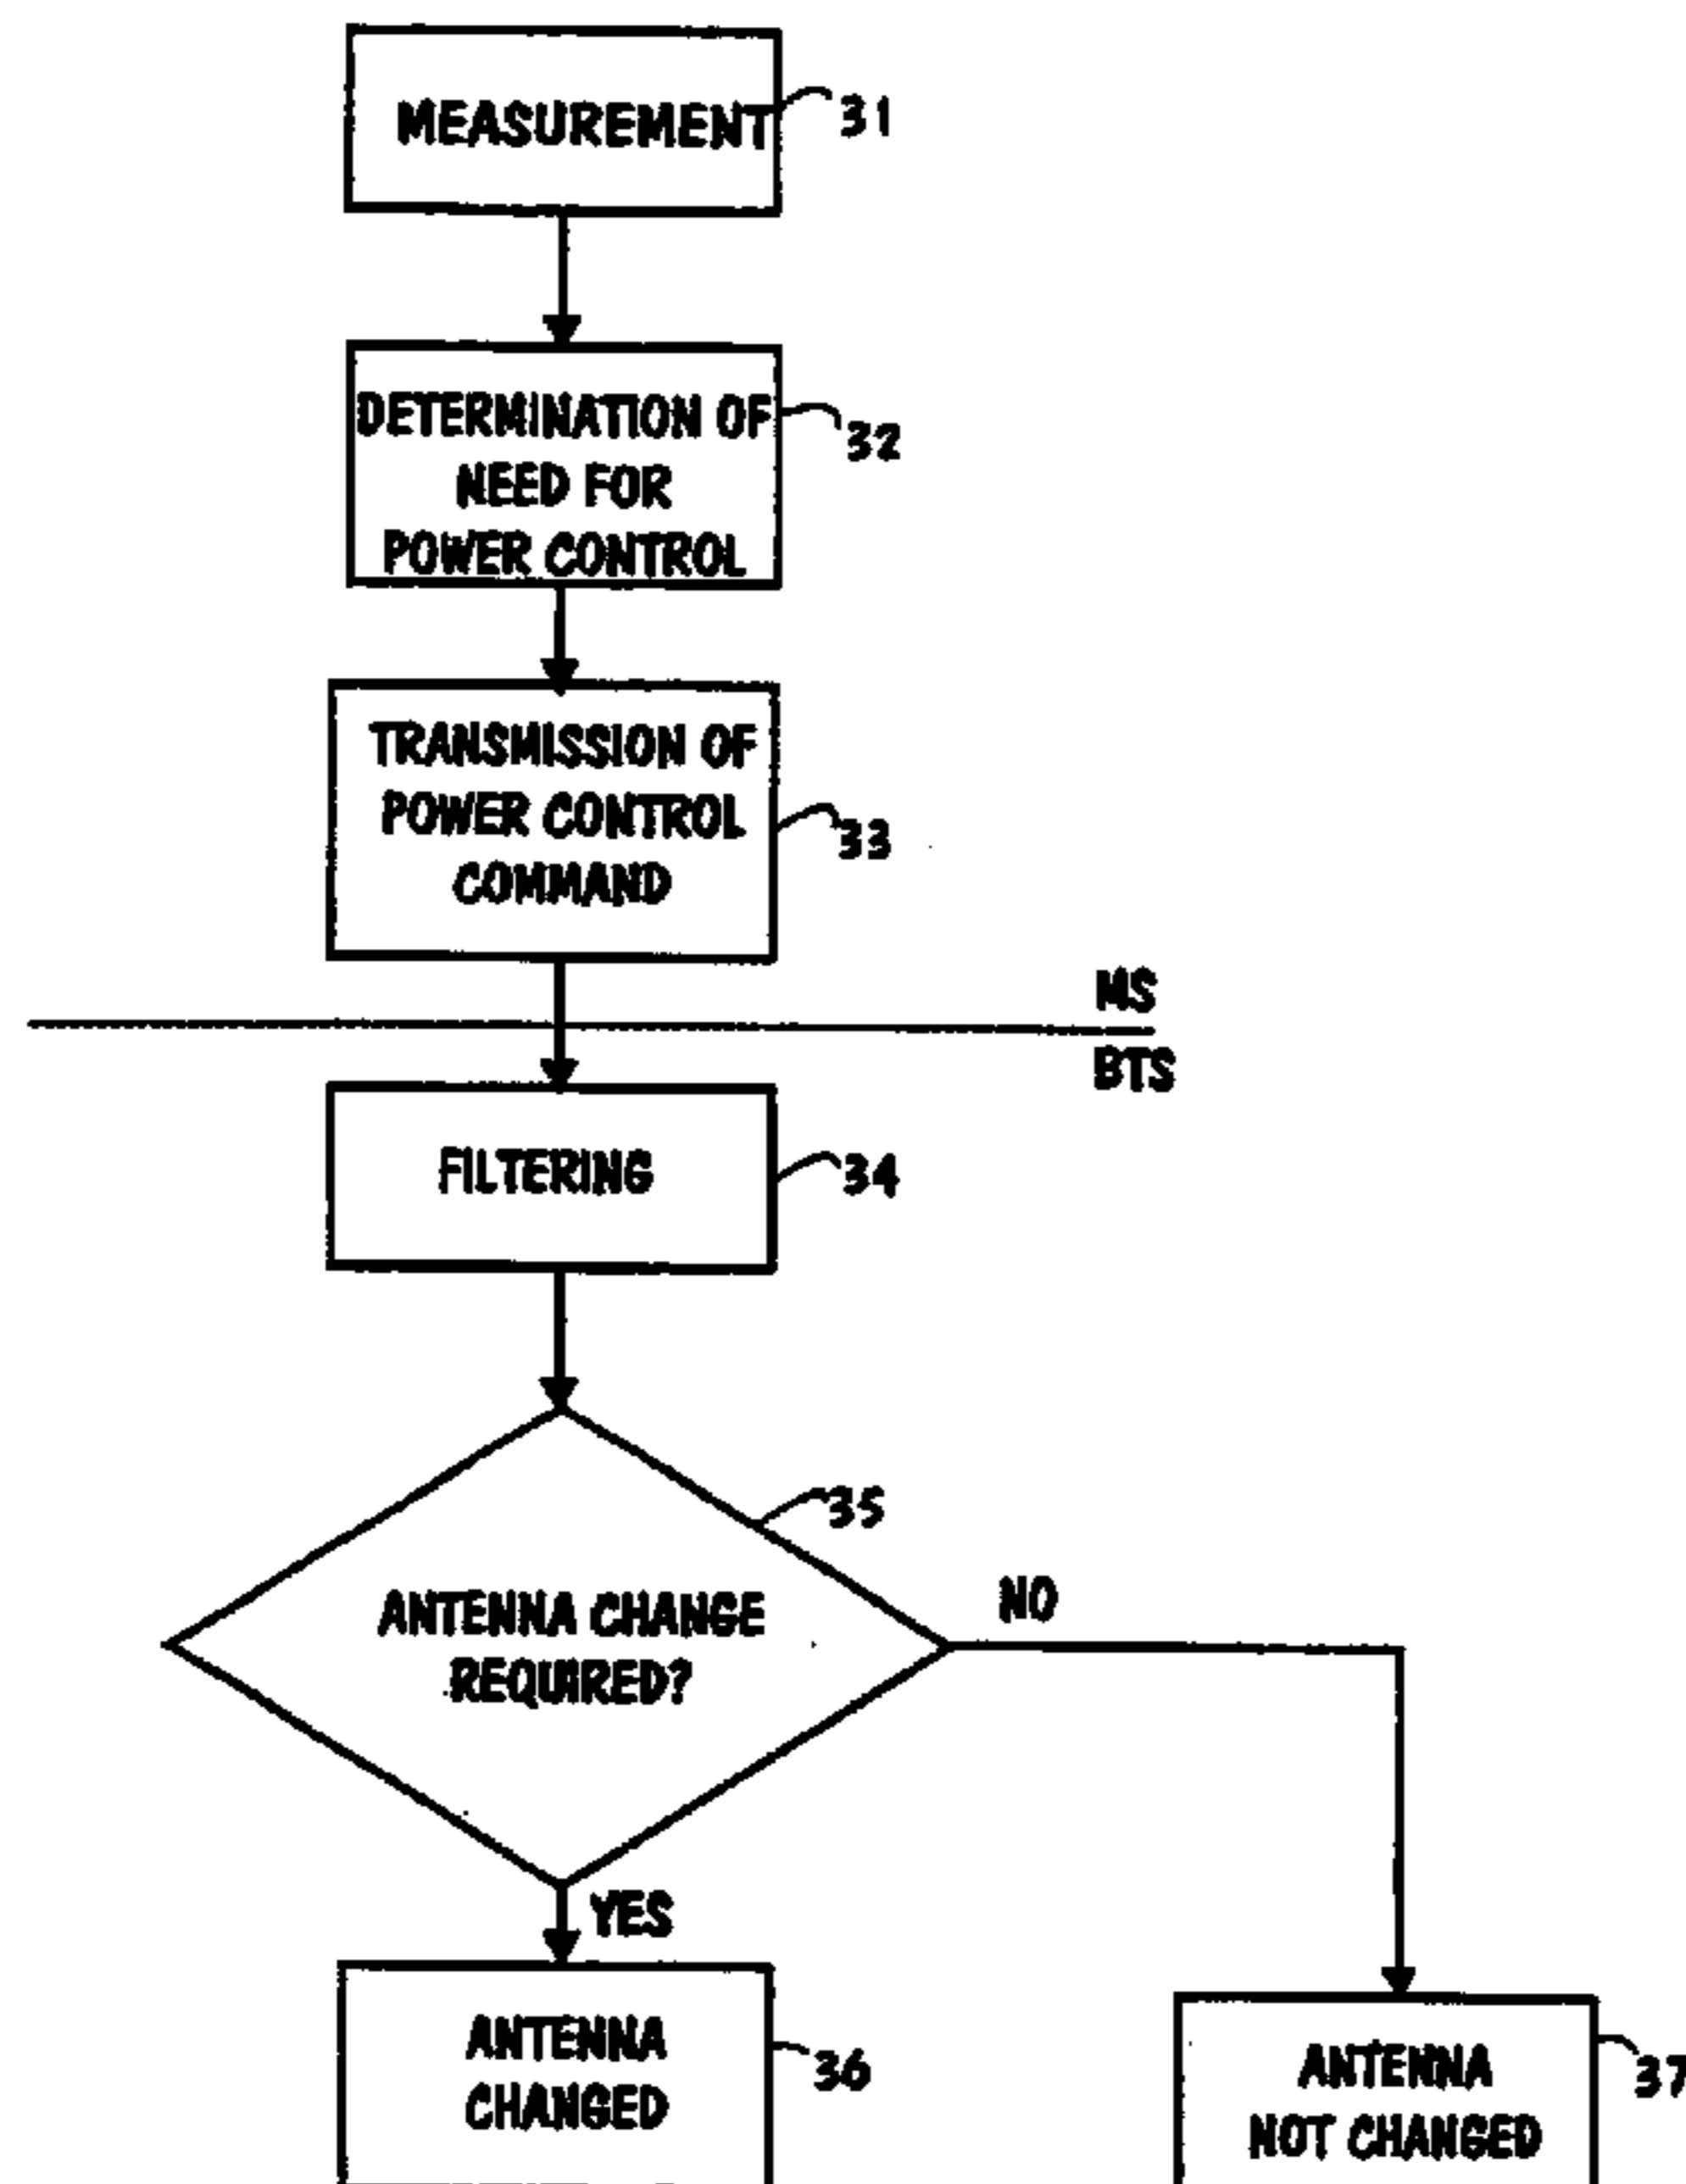 MEASUREMENT
31
DETERMINATION OF
NEED FOR
POWER CONTROL
32
TRANSMISSION OF
POWER CONTROL
COMMAND
33
MS
BTS
FILTERING
34
35
ANTENNA CHANGE
REQUIRED?
NO
YES
ANTENNA
CHANGED
36
ANTENNA
NOT CHANGED
37